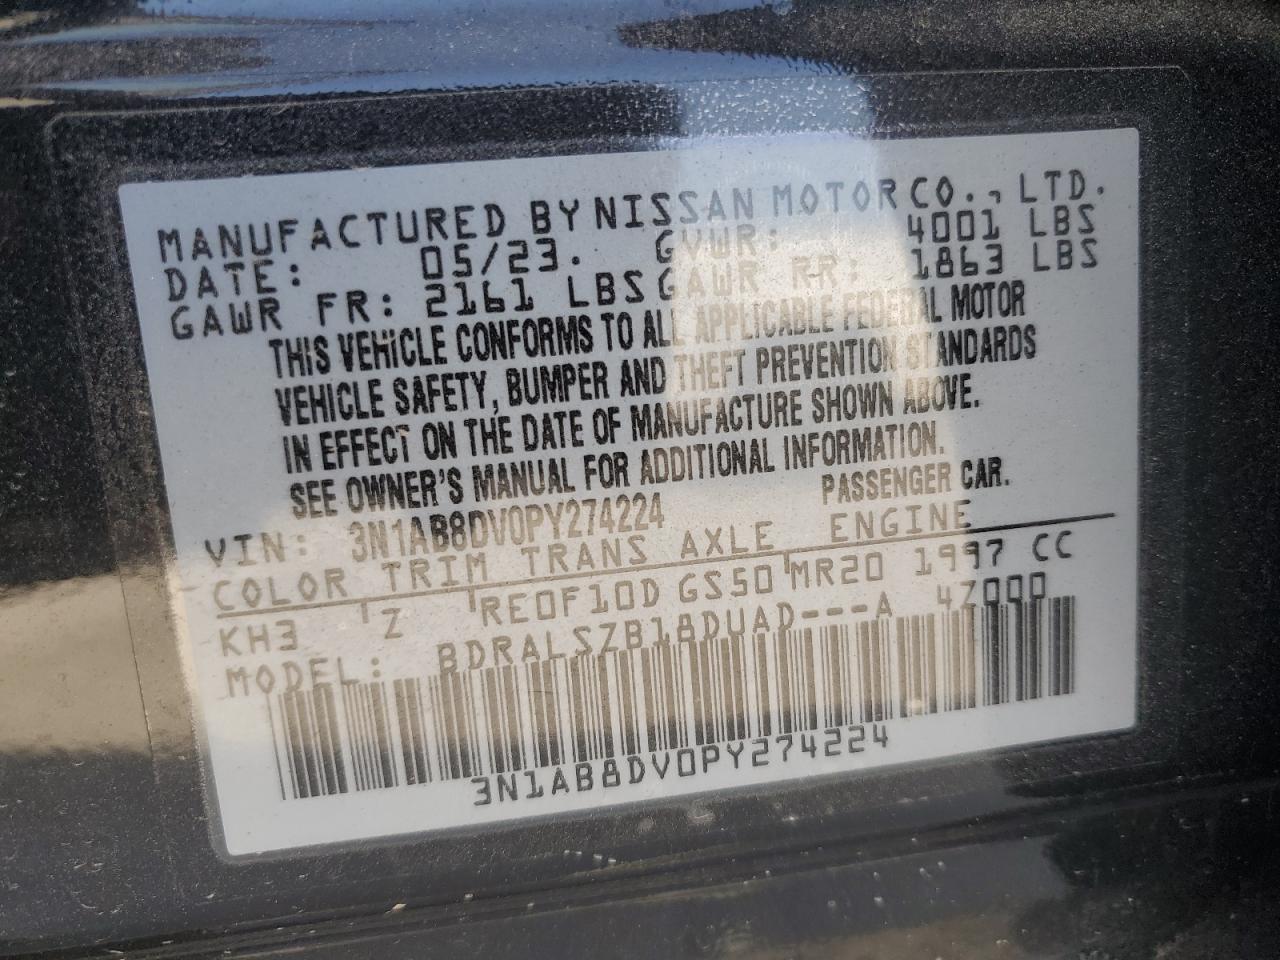 MANUFACTURED BY NISSAN MOTOR CO., LTD.
DATE: 05/23. GVWR: 4001 LBS
GAWR FR: 2161 LBS GAWR RR: 1863 LBS
THIS VEHICLE CONFORMS TO ALL APPLICABLE FEDERAL MOTOR
VEHICLE SAFETY, BUMPER AND THEFT PREVENTION STANDARDS
IN EFFECT ON THE DATE OF MANUFACTURE SHOWN ABOVE.
SEE OWNER'S MANUAL FOR ADDITIONAL INFORMATION.
VIN: 3N1AB8DV0PY274224 PASSENGER CAR.
COLOR TRIM TRANS AXLE ENGINE
KH3 Z RE0F10D GS50 MR20 1997 CC
MODEL: BDRALSZB18DUAD---A 4Z000
3N1AB8DV0PY274224